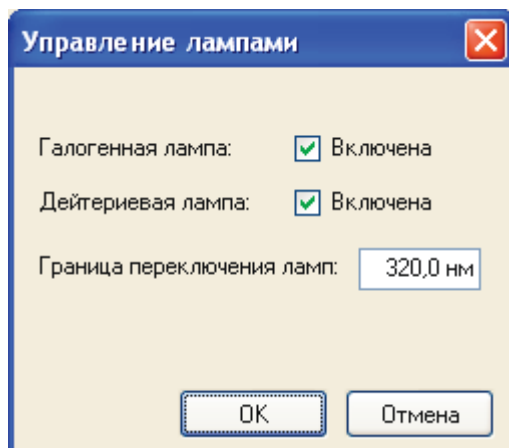 Управление лампами
Галогенная лампа: Включена
Дейтериевая лампа: Включена
Граница переключения ламп: 320,0 нм
OK Отмена